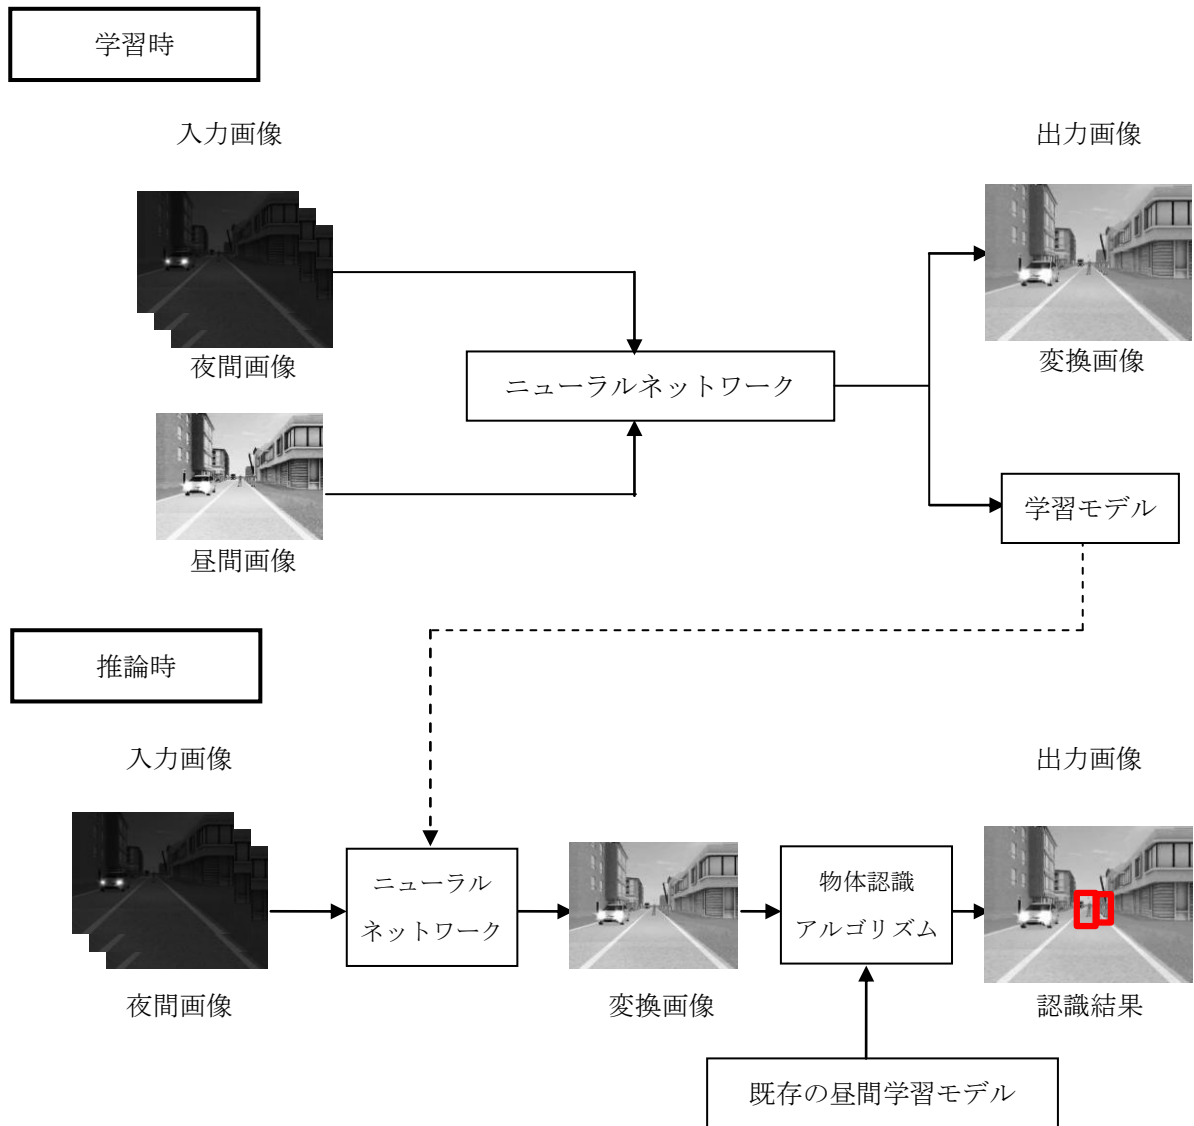 学習時
入力画像
出力画像
夜間画像
ニューラルネットワーク
変換画像
昼間画像
学習モデル
推論時
入力画像
出力画像
ニューラル
ネットワーク
物体認識
アルゴリズム
夜間画像
変換画像
認識結果
既存の昼間学習モデル